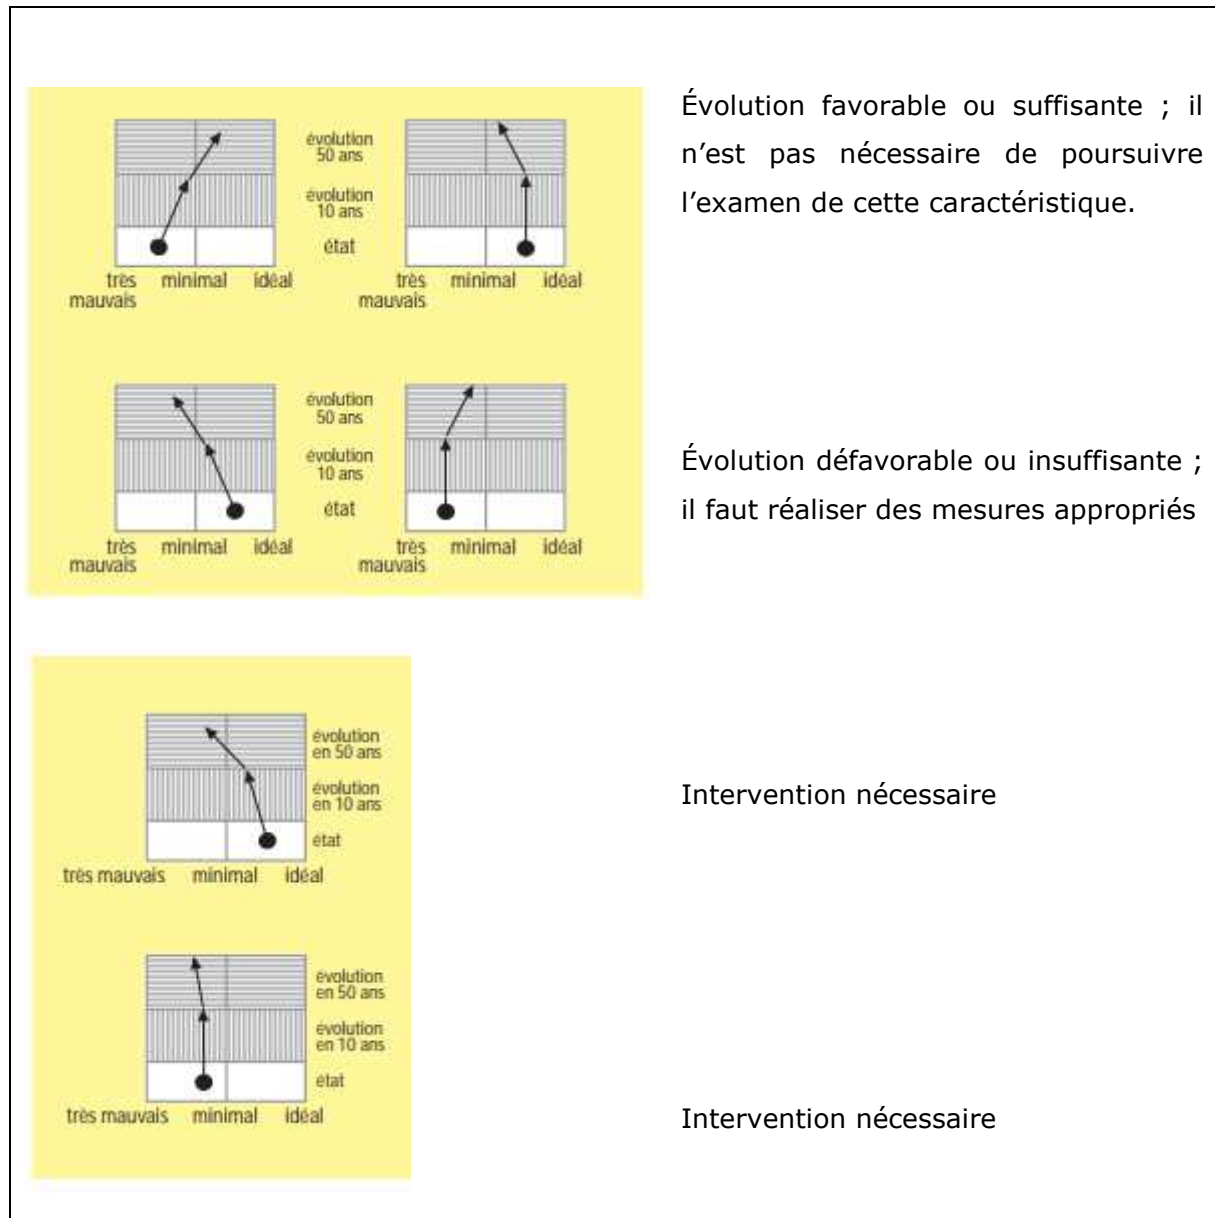 Évolution favorable ou suffisante ; il
n'est pas nécessaire de poursuivre
l'examen de cette caractéristique.
évolution
50 ans
évolution
10 ans
état
très
mauvais
minimal
idéal
très
mauvais
minimal
idéal
évolution
50 ans
évolution
10 ans
état
très
mauvais
minimal
idéal
très
mauvais
minimal
idéal
Évolution défavorable ou insuffisante ;
il faut réaliser des mesures appropriés
évolution
en 50 ans
évolution
en 10 ans
état
très mauvais
minimal
idéal
Intervention nécessaire
évolution
en 50 ans
évolution
en 10 ans
état
très mauvais
minimal
idéal
Intervention nécessaire